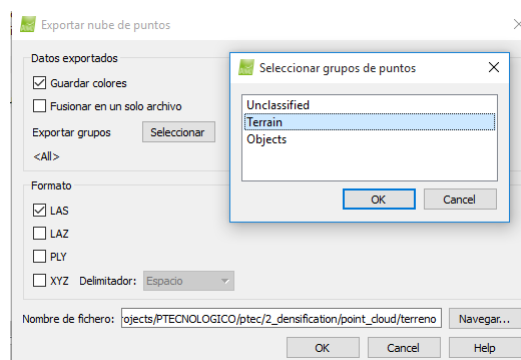 Exportar nube de puntos
Datos exportados
Guardar colores
Fusionar en un solo archivo
Exportar grupos Seleccionar
<All>
Seleccionar grupos de puntos
Unclassified
Terrain
Objects
OK Cancel
Formato
LAS
LAZ
PLY
XYZ Delimitador: Espacio
Nombre de fichero: rojects/PTECNOLOGICO/ptec/2_densification/point_cloud/terreno Navegar...
OK Cancel Help